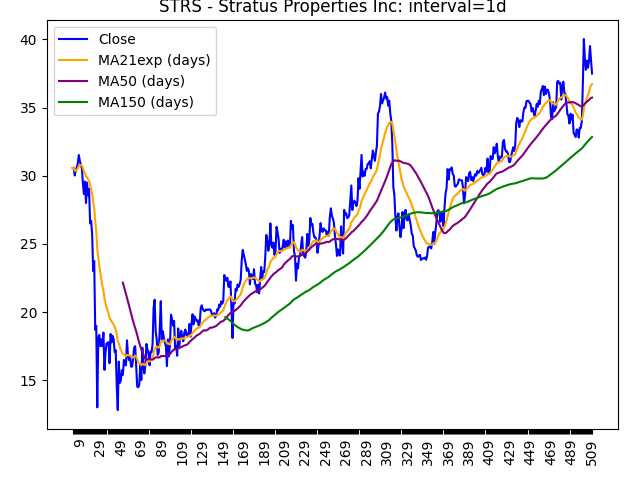 STRS - Stratus Properties Inc: interval=1d
Close
MA21exp (days)
MA50 (days)
MA150 (days)
40
35
30
25
20
15
9 29 49 69 89 109 129 149 169 189 209 229 249 269 289 309 329 349 369 389 409 429 449 469 489 509